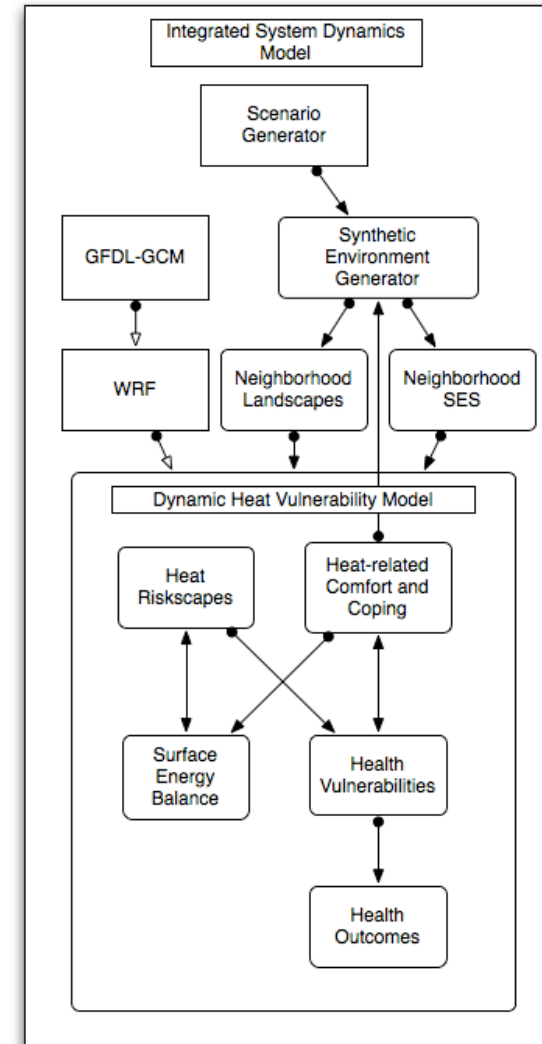 Integrated System Dynamics
Model
Scenario
Generator
GFDL-GCM
Synthetic
Environment
Generator
WRF
Neighborhood
Landscapes
Neighborhood
SES
Dynamic Heat Vulnerability Model
Heat
Riskscapes
Heat-related
Comfort and
Coping
Surface
Energy
Balance
Health
Vulnerabilities
Health
Outcomes